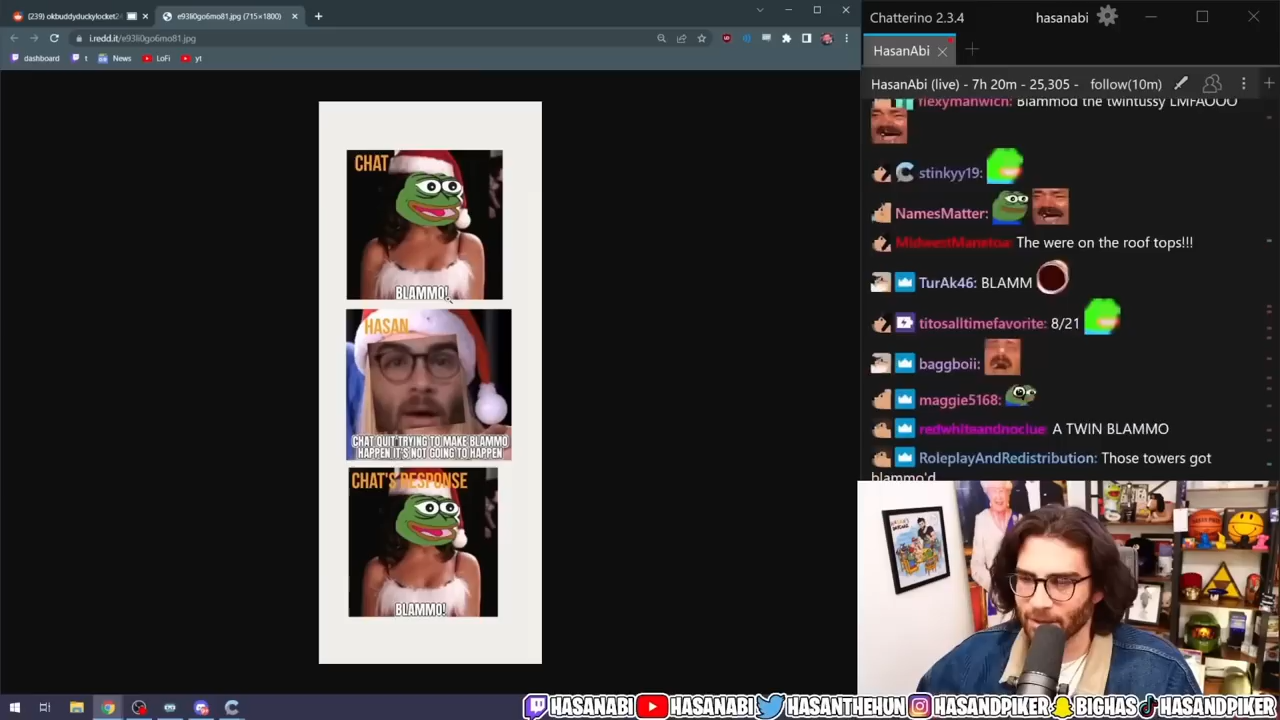 (239) okbuddyduckylocket2
e93li0go6mo81.jpg (715×1800)
i.redd.it/e93li0go6mo81.jpg
dashboard
t
News
LoFi
yt
CHAT
BLAMMO!
HASAN
CHAT QUIT TRYING TO MAKE BLAMMO
HAPPEN IT'S NOT GOING TO HAPPEN
CHAT'S RESPONSE
BLAMMO!
Chatterino 2.3.4
hasanabi
HasanAbi
HasanAbi (live) - 7h 20m - 25,305 - follow(10m)
flexymanwich: Blammod the twintussy LMFAOOO
stinkyy19:
NamesMatter:
MidwestManetoa: The were on the roof tops!!!
TurAk46: BLAMM
titosalltimefavorite: 8/21
baggboii:
maggie5168:
redwhiteandnoclue: A TWIN BLAMMO
RoleplayAndRedistribution: Those towers got
blammo'd
HASANABI HASANABI HASANTHEHUN HASANDPIKER BIGHAS HASANDPIKER